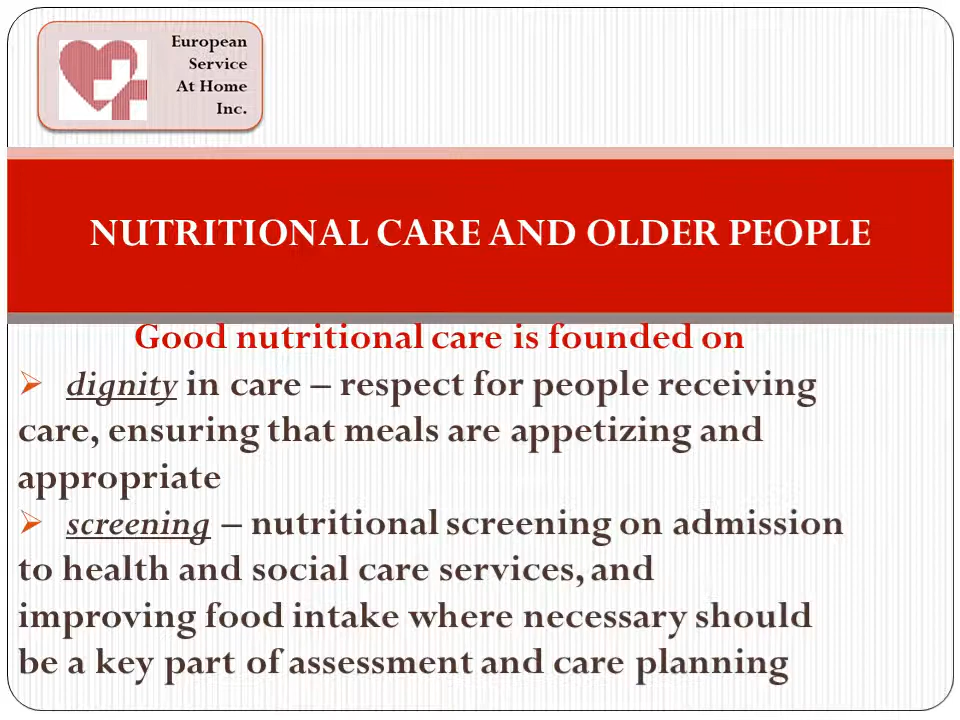 European
Service
At Home
Inc.
NUTRITIONAL CARE AND OLDER PEOPLE
Good nutritional care is founded on
➢ dignity in care – respect for people receiving
care, ensuring that meals are appetizing and
appropriate
➢ screening – nutritional screening on admission
to health and social care services, and
improving food intake where necessary should
be a key part of assessment and care planning